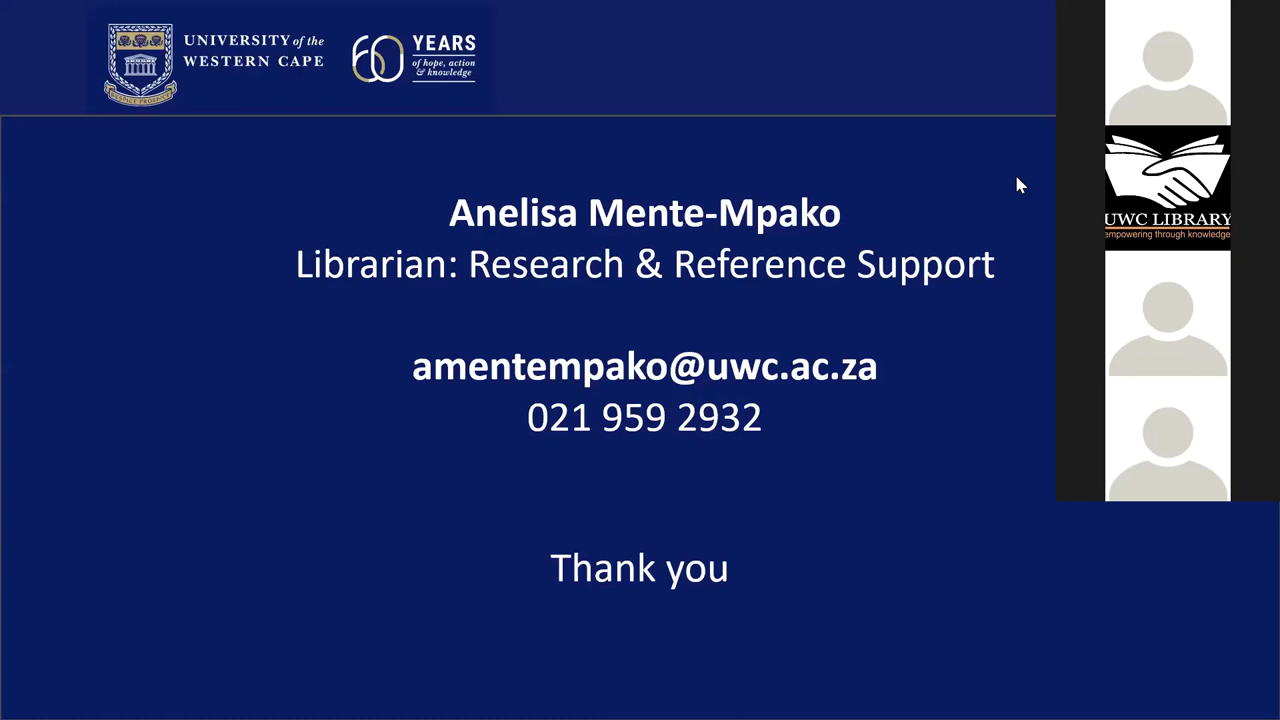 UNIVERSITY of the
WESTERN CAPE
60 YEARS
of hope, action
& knowledge
Anelisa Mente-Mpako
Librarian: Research & Reference Support
amentempako@uwc.ac.za
021 959 2932
Thank you
UWC LIBRARY
empowering through knowledge